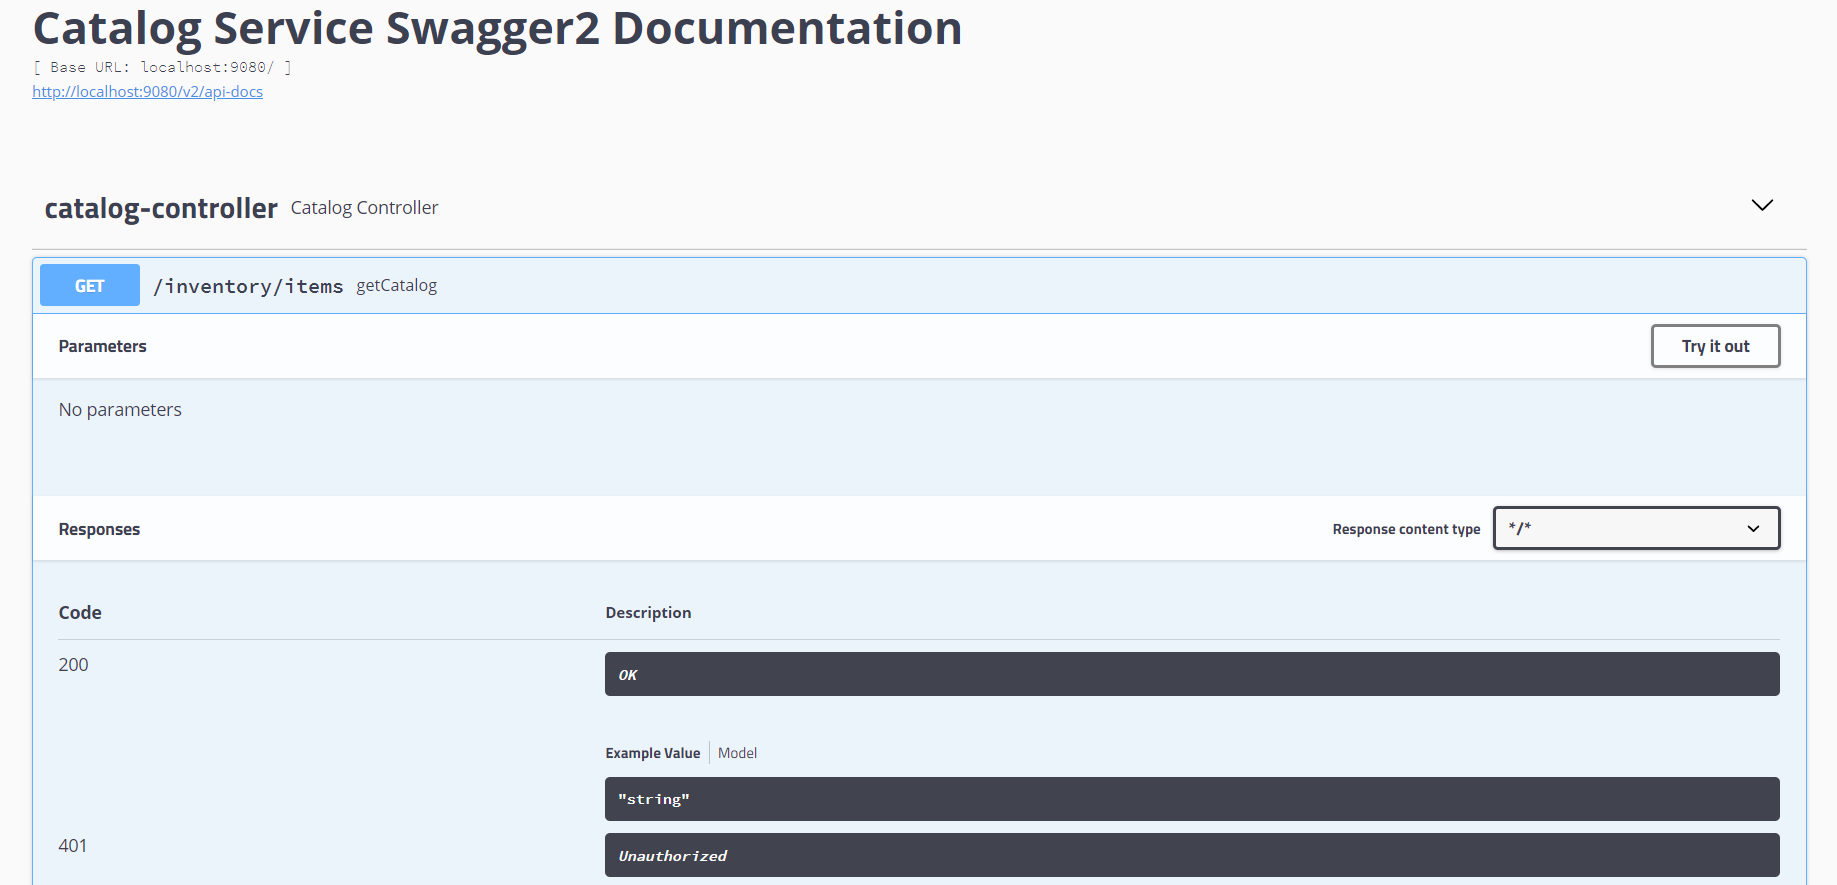 Catalog Service Swagger2 Documentation
[ Base URL: localhost:9080/ ]
http://localhost:9080/v2/api-docs
catalog-controller Catalog Controller
GET /inventory/items getCatalog
Parameters Try it out
No parameters
Responses Response content type */*
Code Description
200 OK
Example Value Model
"string"
401 Unauthorized